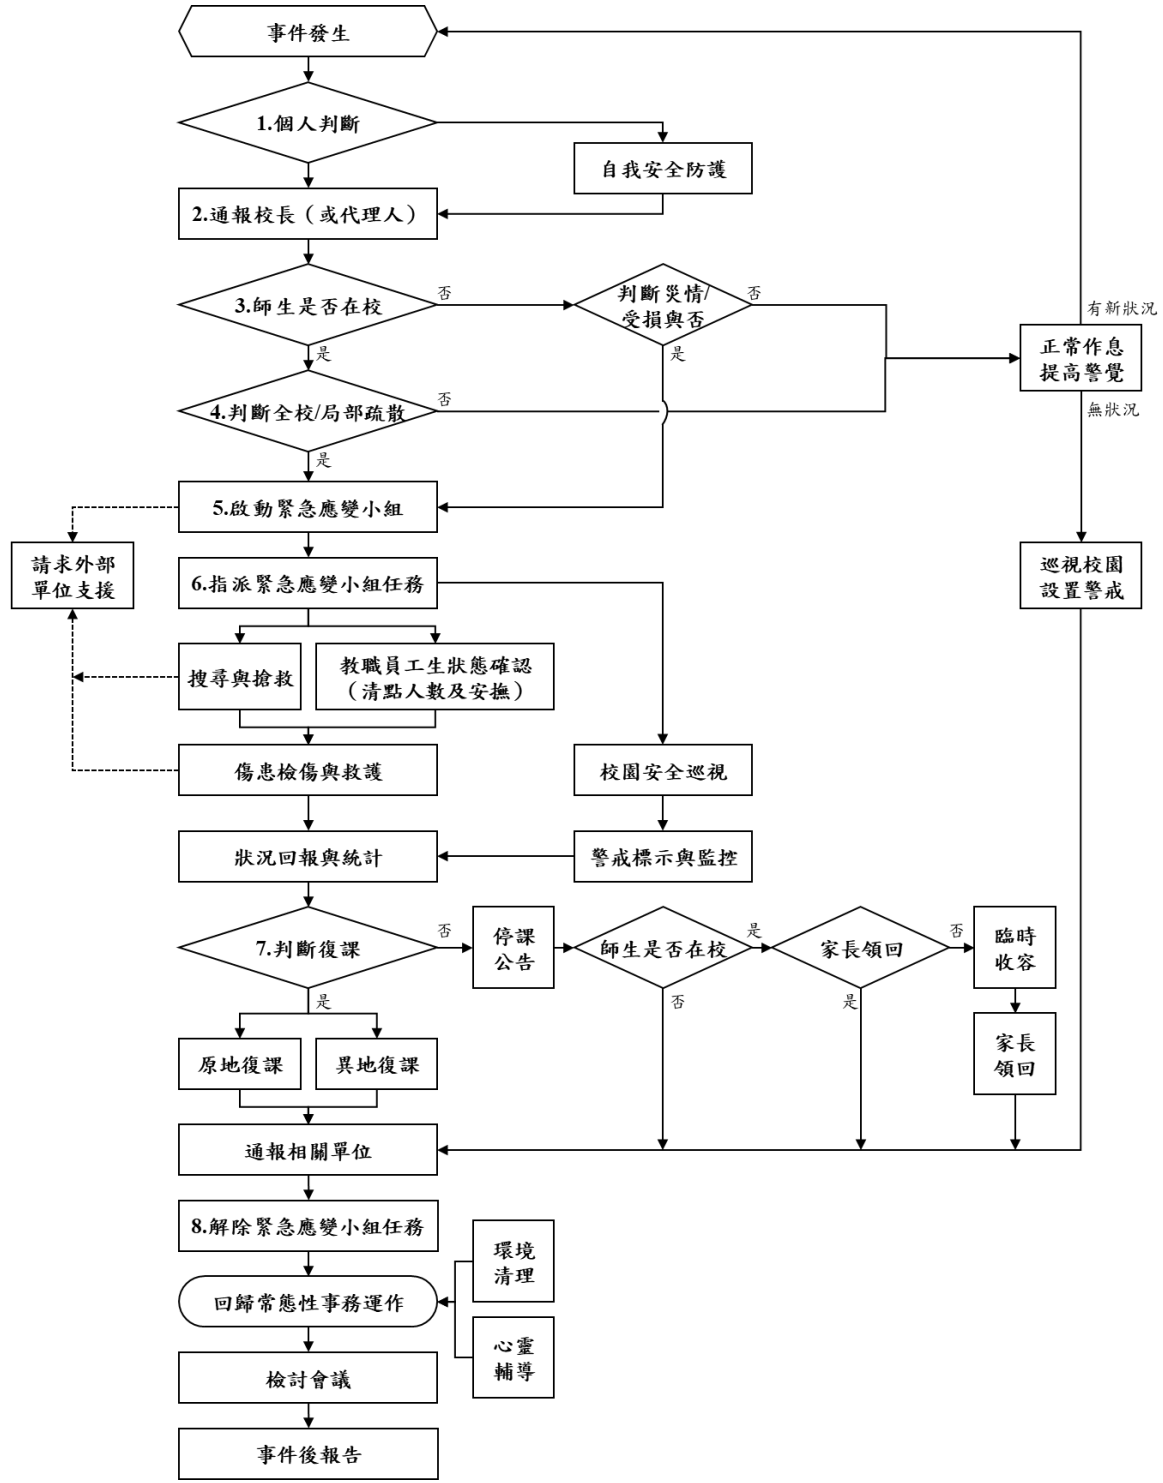 事件發生
1.個人判斷
自我安全防護
2.通報校長（或代理人）
3.師生是否在校
否
判斷災情/
受損與否
否
有新狀況
正常作息
提高警覺
是
是
4.判斷全校/局部疏散
否
無狀況
是
5.啟動緊急應變小組
請求外部
單位支援
6.指派緊急應變小組任務
巡視校園
設置警戒
搜尋與搶救
教職員工生狀態確認
（清點人數及安撫）
傷患檢傷與救護
校園安全巡視
狀況回報與統計
警戒標示與監控
7.判斷復課
否
停課
公告
師生是否在校
是
家長領回
否
臨時
收容
是
否
是
原地復課
異地復課
家長
領回
通報相關單位
8.解除緊急應變小組任務
環境
清理
回歸常態性事務運作
心靈
輔導
檢討會議
事件後報告